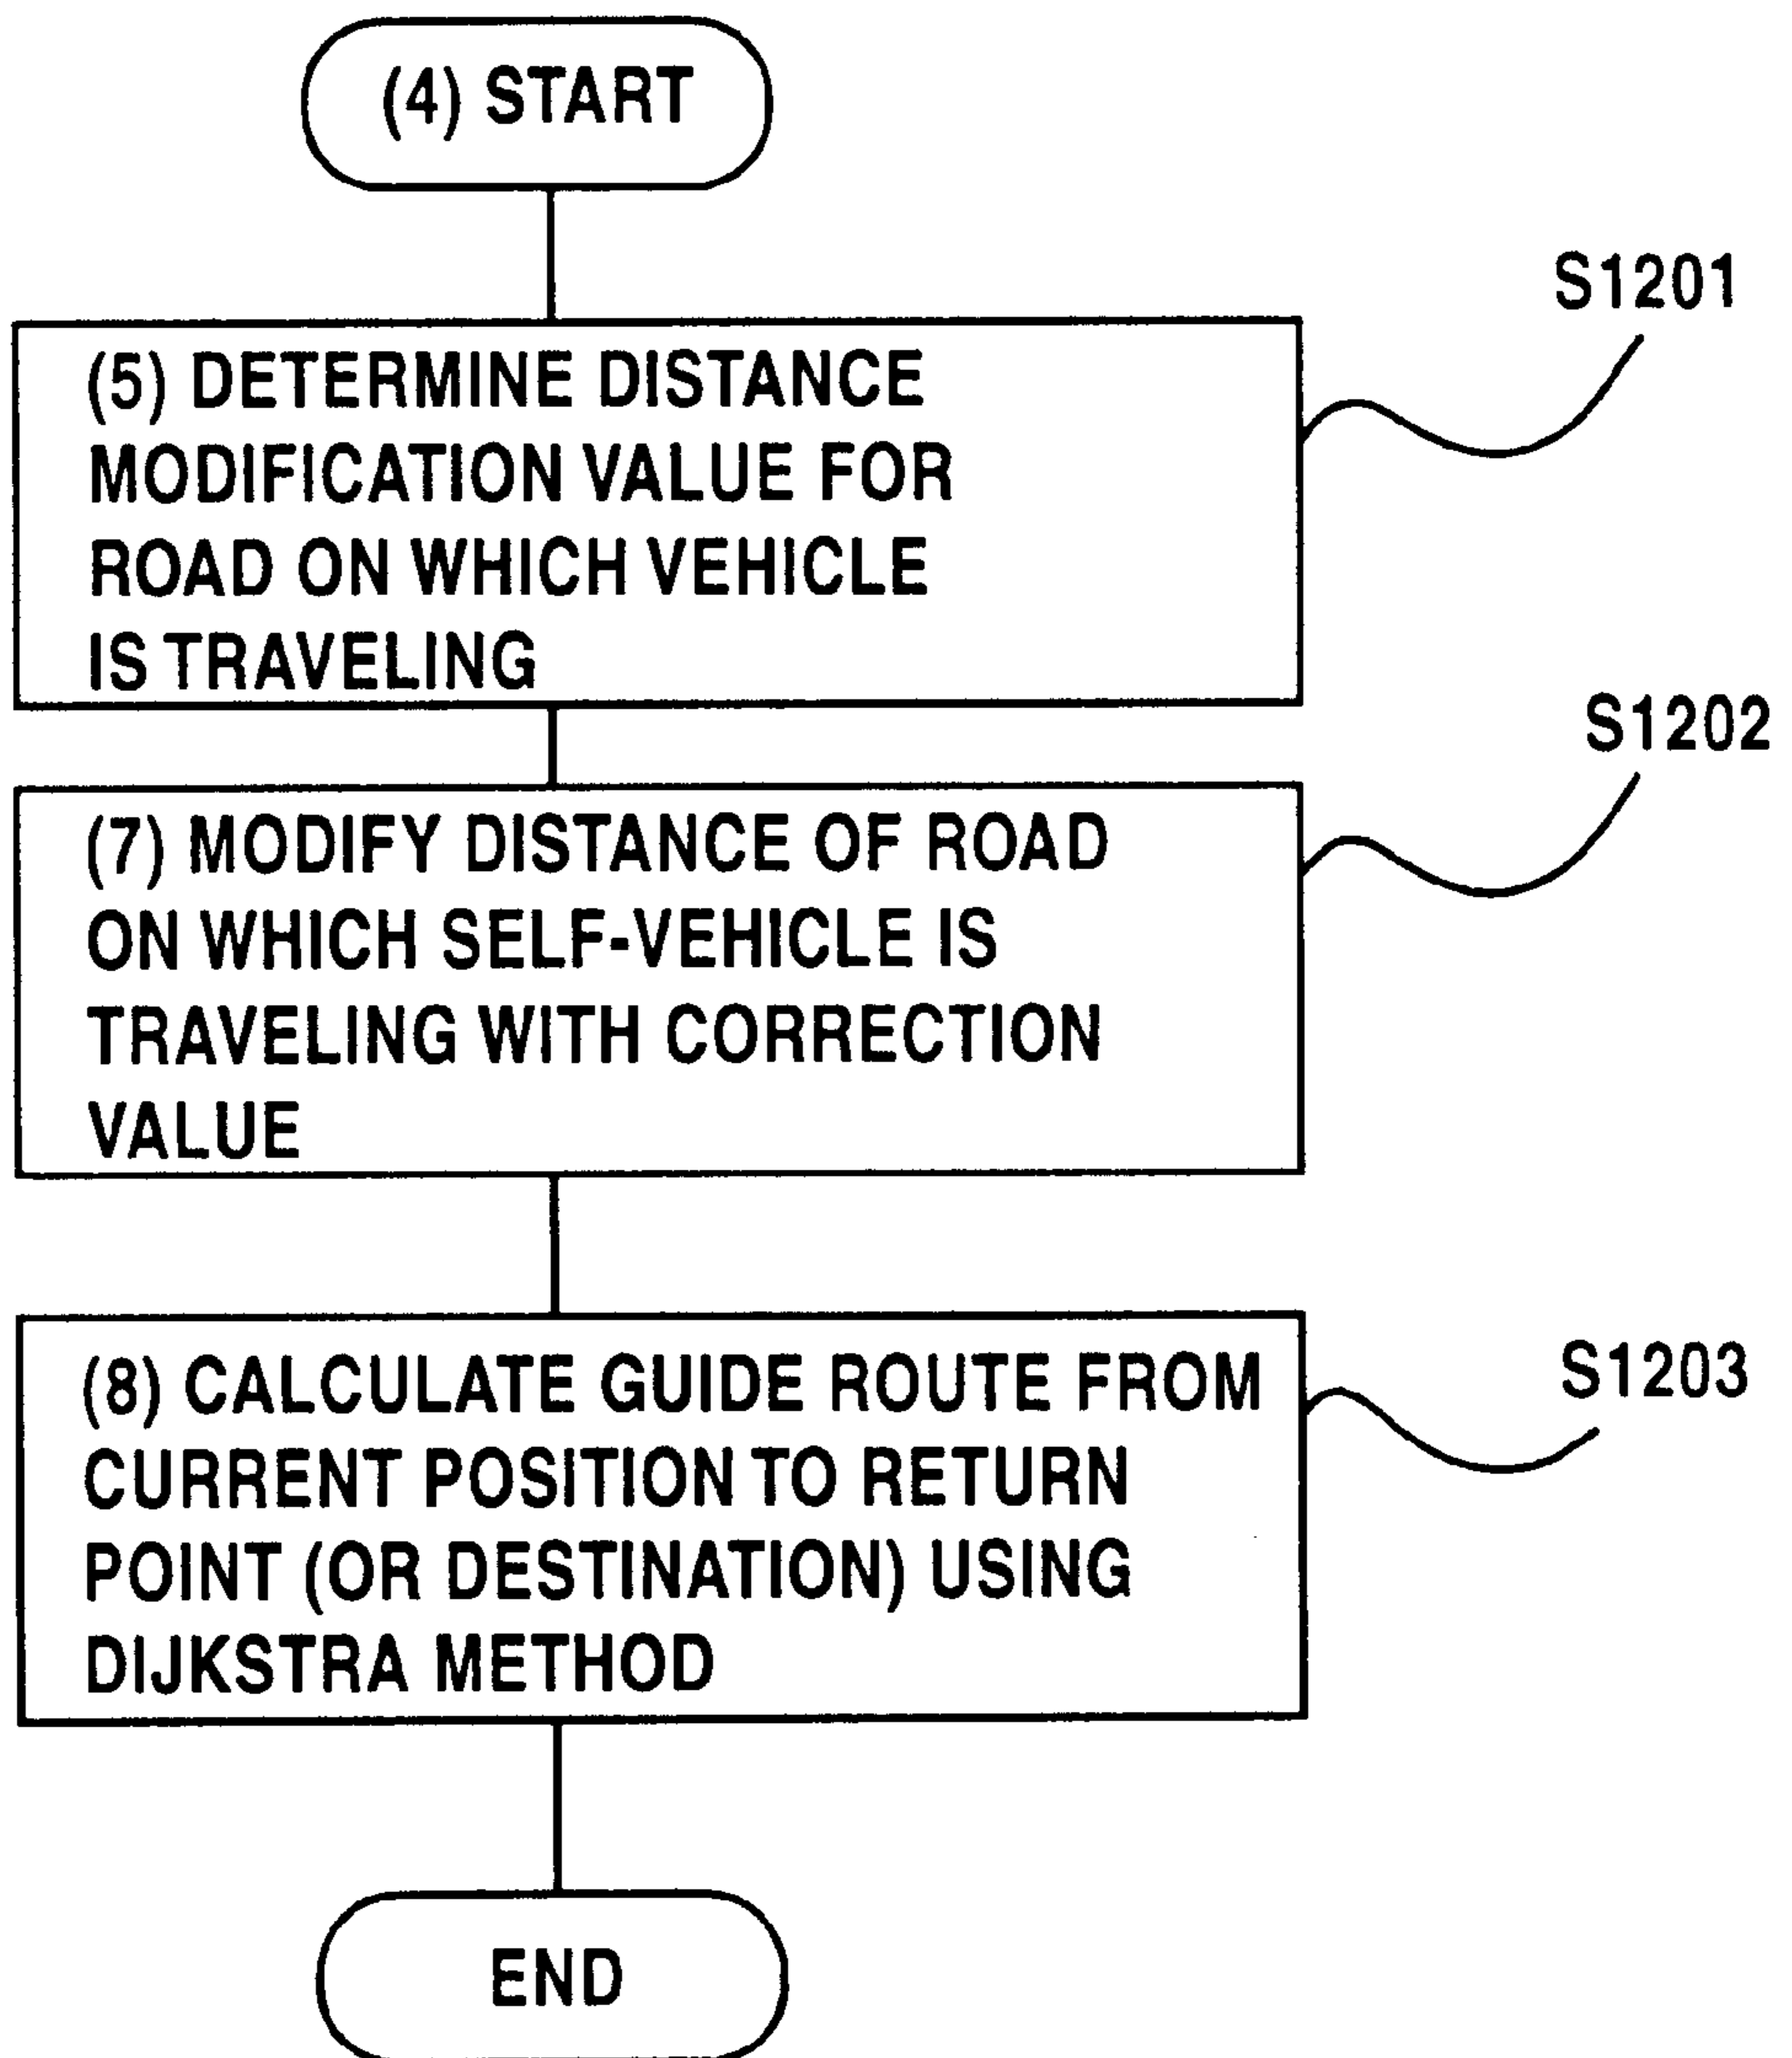 (4) START
S1201
(5) DETERMINE DISTANCE
MODIFICATION VALUE FOR
ROAD ON WHICH VEHICLE
IS TRAVELING
S1202
(7) MODIFY DISTANCE OF ROAD
ON WHICH SELF-VEHICLE IS
TRAVELING WITH CORRECTION
VALUE
S1203
(8) CALCULATE GUIDE ROUTE FROM
CURRENT POSITION TO RETURN
POINT (OR DESTINATION) USING
DIJKSTRA METHOD
END